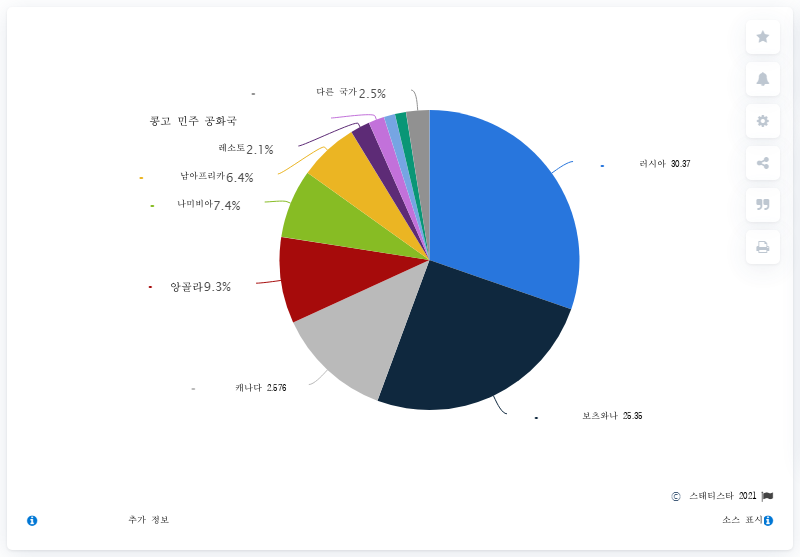 다른 국가 2.5%
콩고 민주 공화국
레소토 2.1%
러시아 30.37
남아프리카 6.4%
나미비아 7.4%
앙골라 9.3%
캐나다 2.576
보츠와나 25.35
© 스태티스타 2021
추가 정보
소스 표시